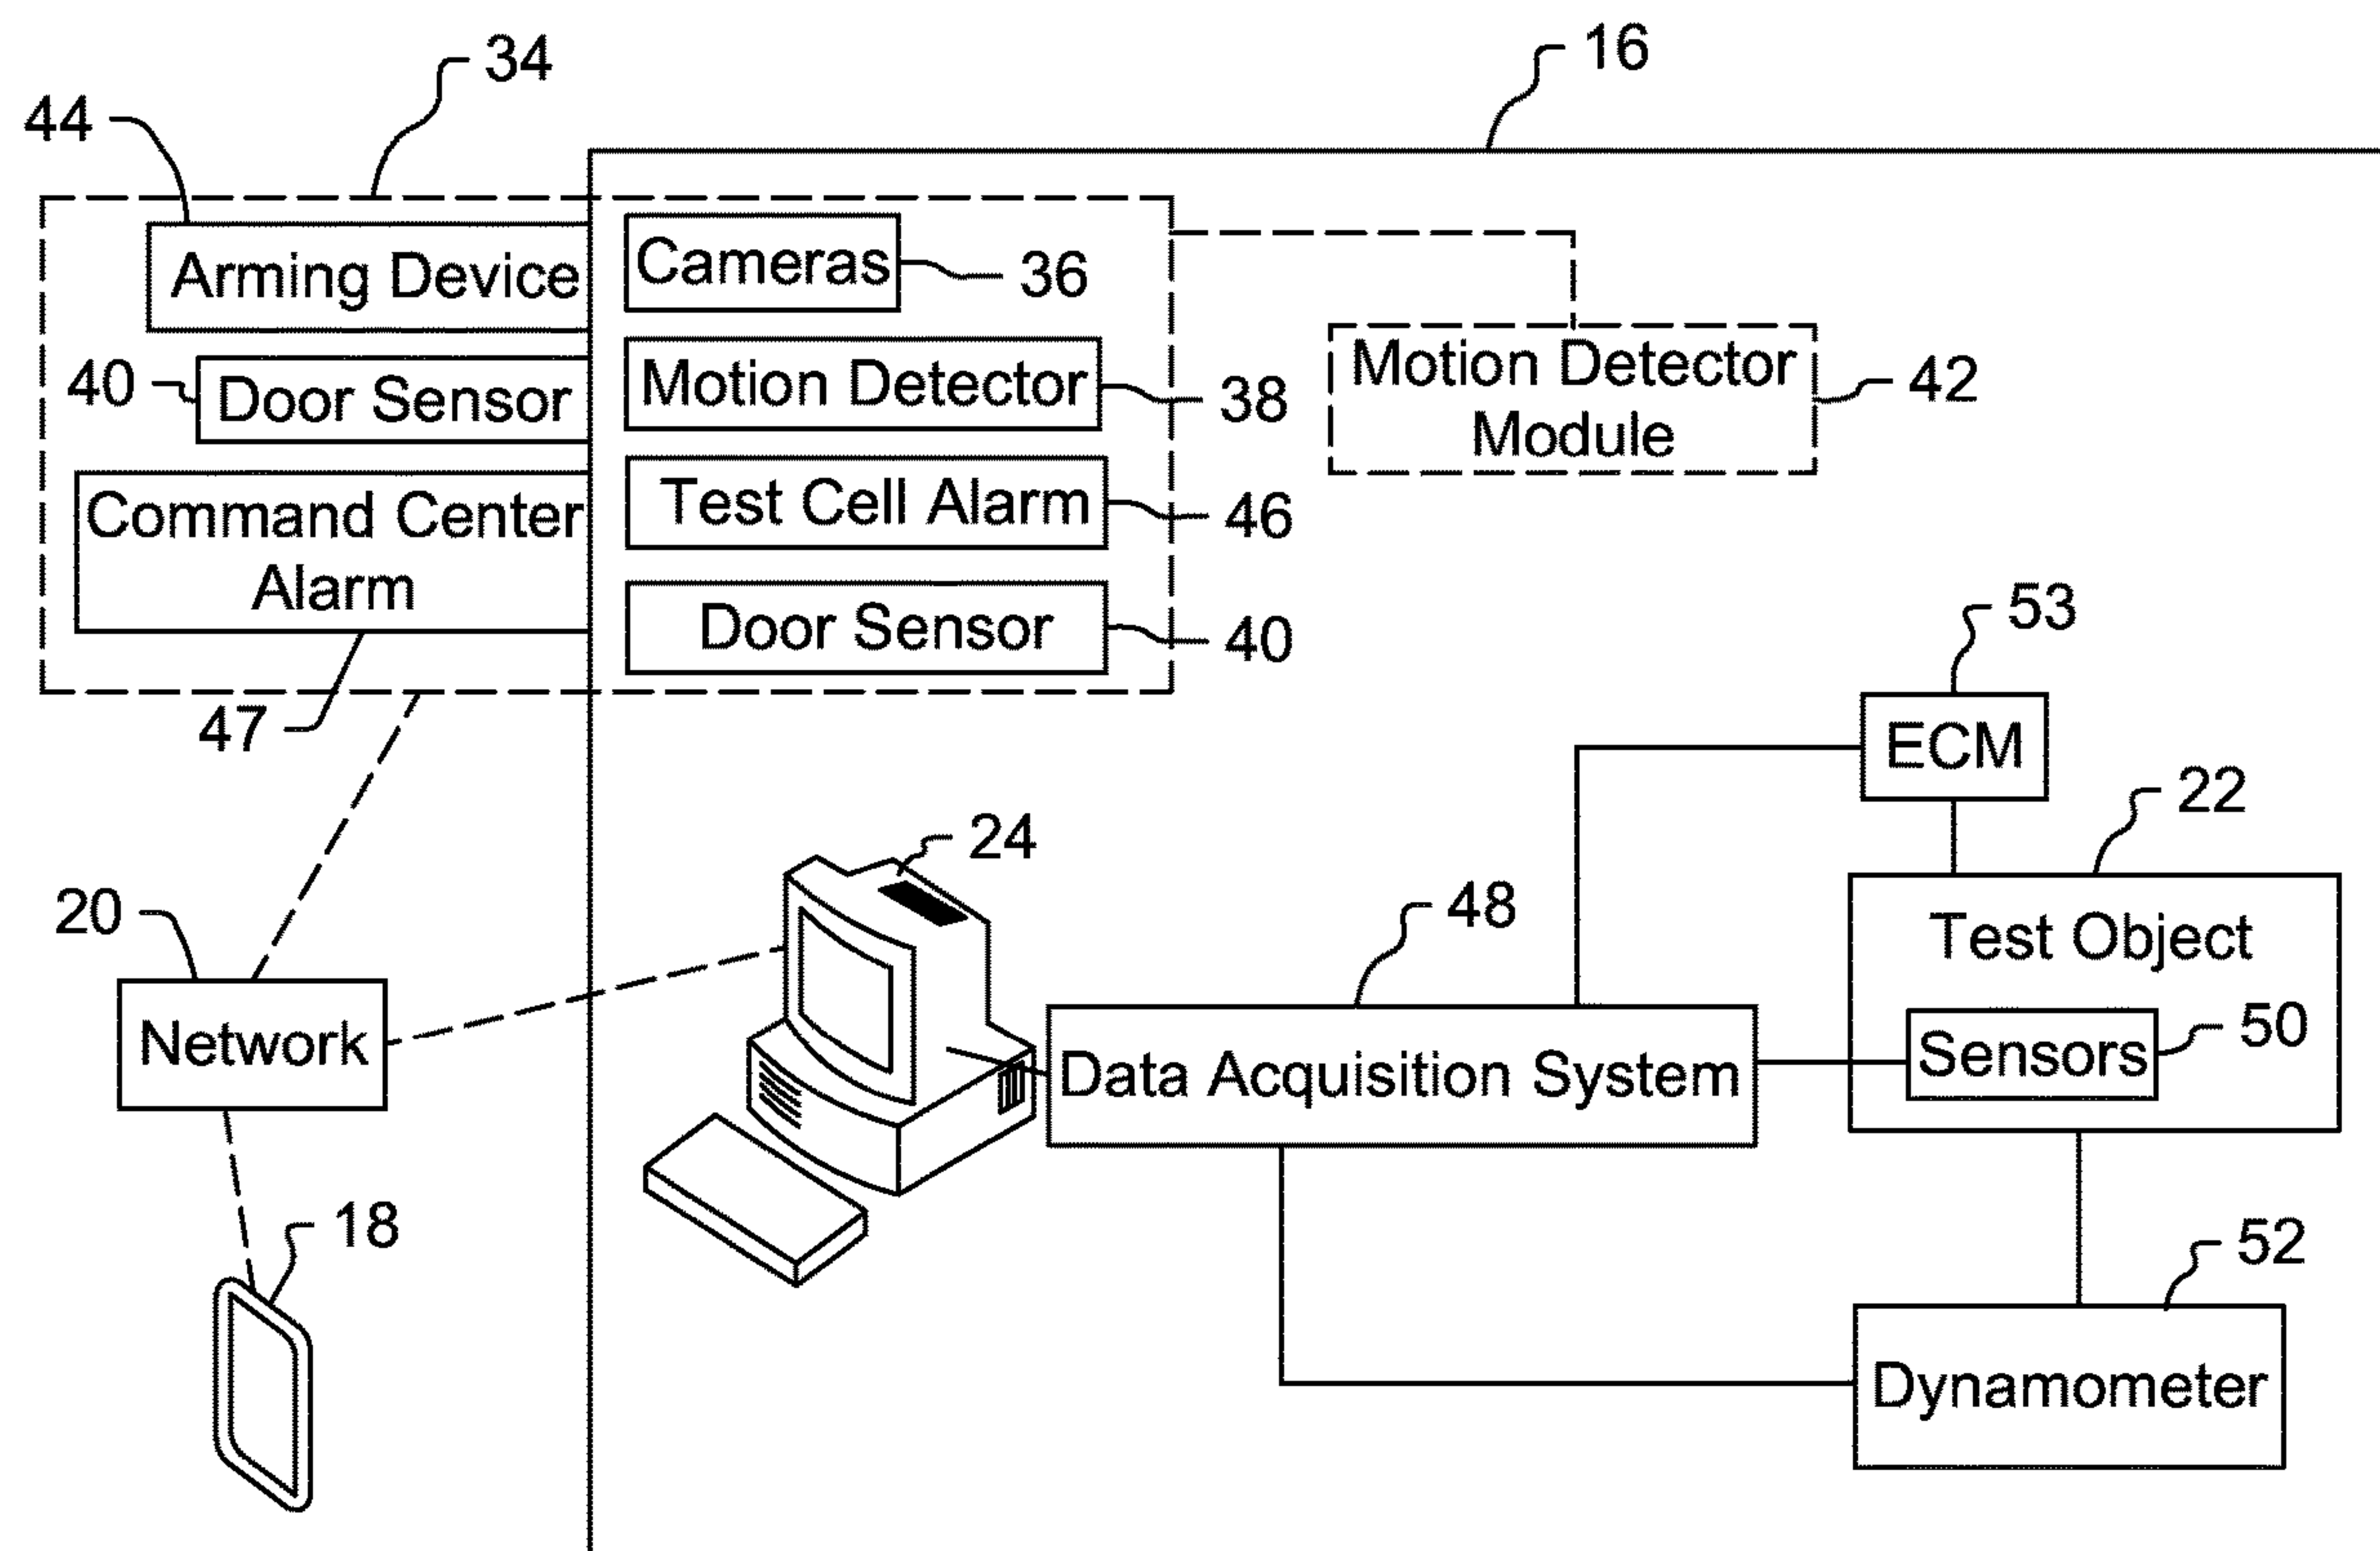 34
16
44
Arming Device
Cameras
36
40
Door Sensor
Motion Detector
38
Motion Detector
Module
42
Command Center
Alarm
Test Cell Alarm
46
Door Sensor
40
47
53
ECM
24
22
20
48
Test Object
Network
Data Acquisition System
Sensors
50
18
52
Dynamometer